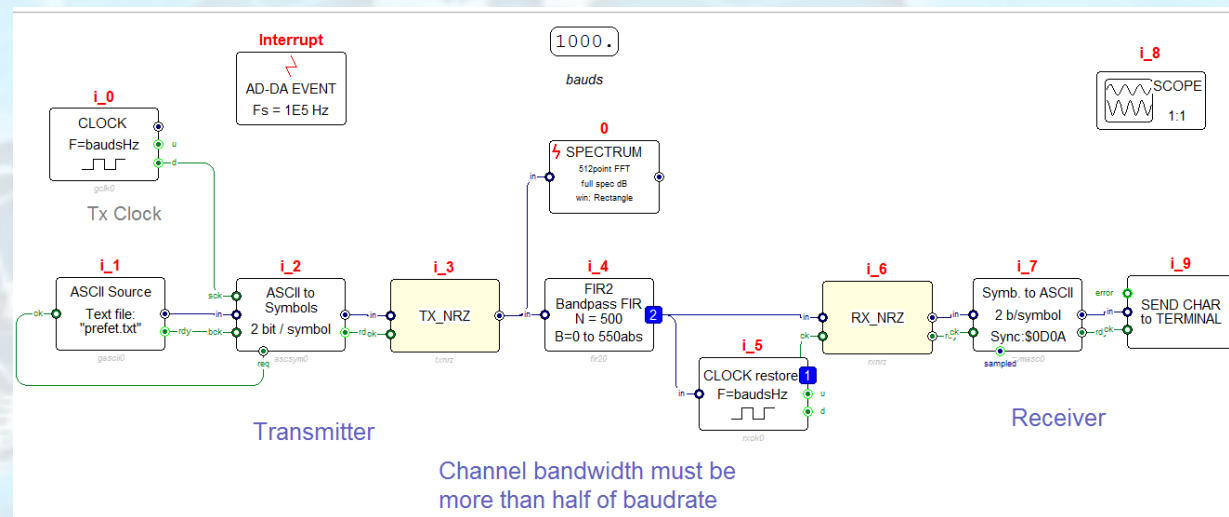 Interrupt
AD-DA EVENT
Fs = 1E5 Hz
1000.
bauds
i_8
SCOPE
1:1
i_0
CLOCK
F=baudsHz
u
d
gclk0
Tx Clock
0
SPECTRUM
512point FFT
full spec dB
win: Rectangle
in
i_1
ASCII Source
Text file:
"prefet.txt"
ck
rdy
gascii0
i_2
ASCII to
Symbols
2 bit / symbol
sck
in
bck
rd
req
ascsym0
i_3
TX_NRZ
in
ck
txnrz
i_4
FIR2
Bandpass FIR
N = 500
B=0 to 550abs
in
2
fir20
i_5
CLOCK restore
F=baudsHz
in
1
u
d
rxck0
i_6
RX_NRZ
in
ck
rxnrz
i_7
Symb. to ASCII
2 b/symbol
Sync:$0D0A
in
ck
sampled
i_9
SEND CHAR
to TERMINAL
error
in
ck
Transmitter
Receiver
Channel bandwidth must be
more than half of baudrate